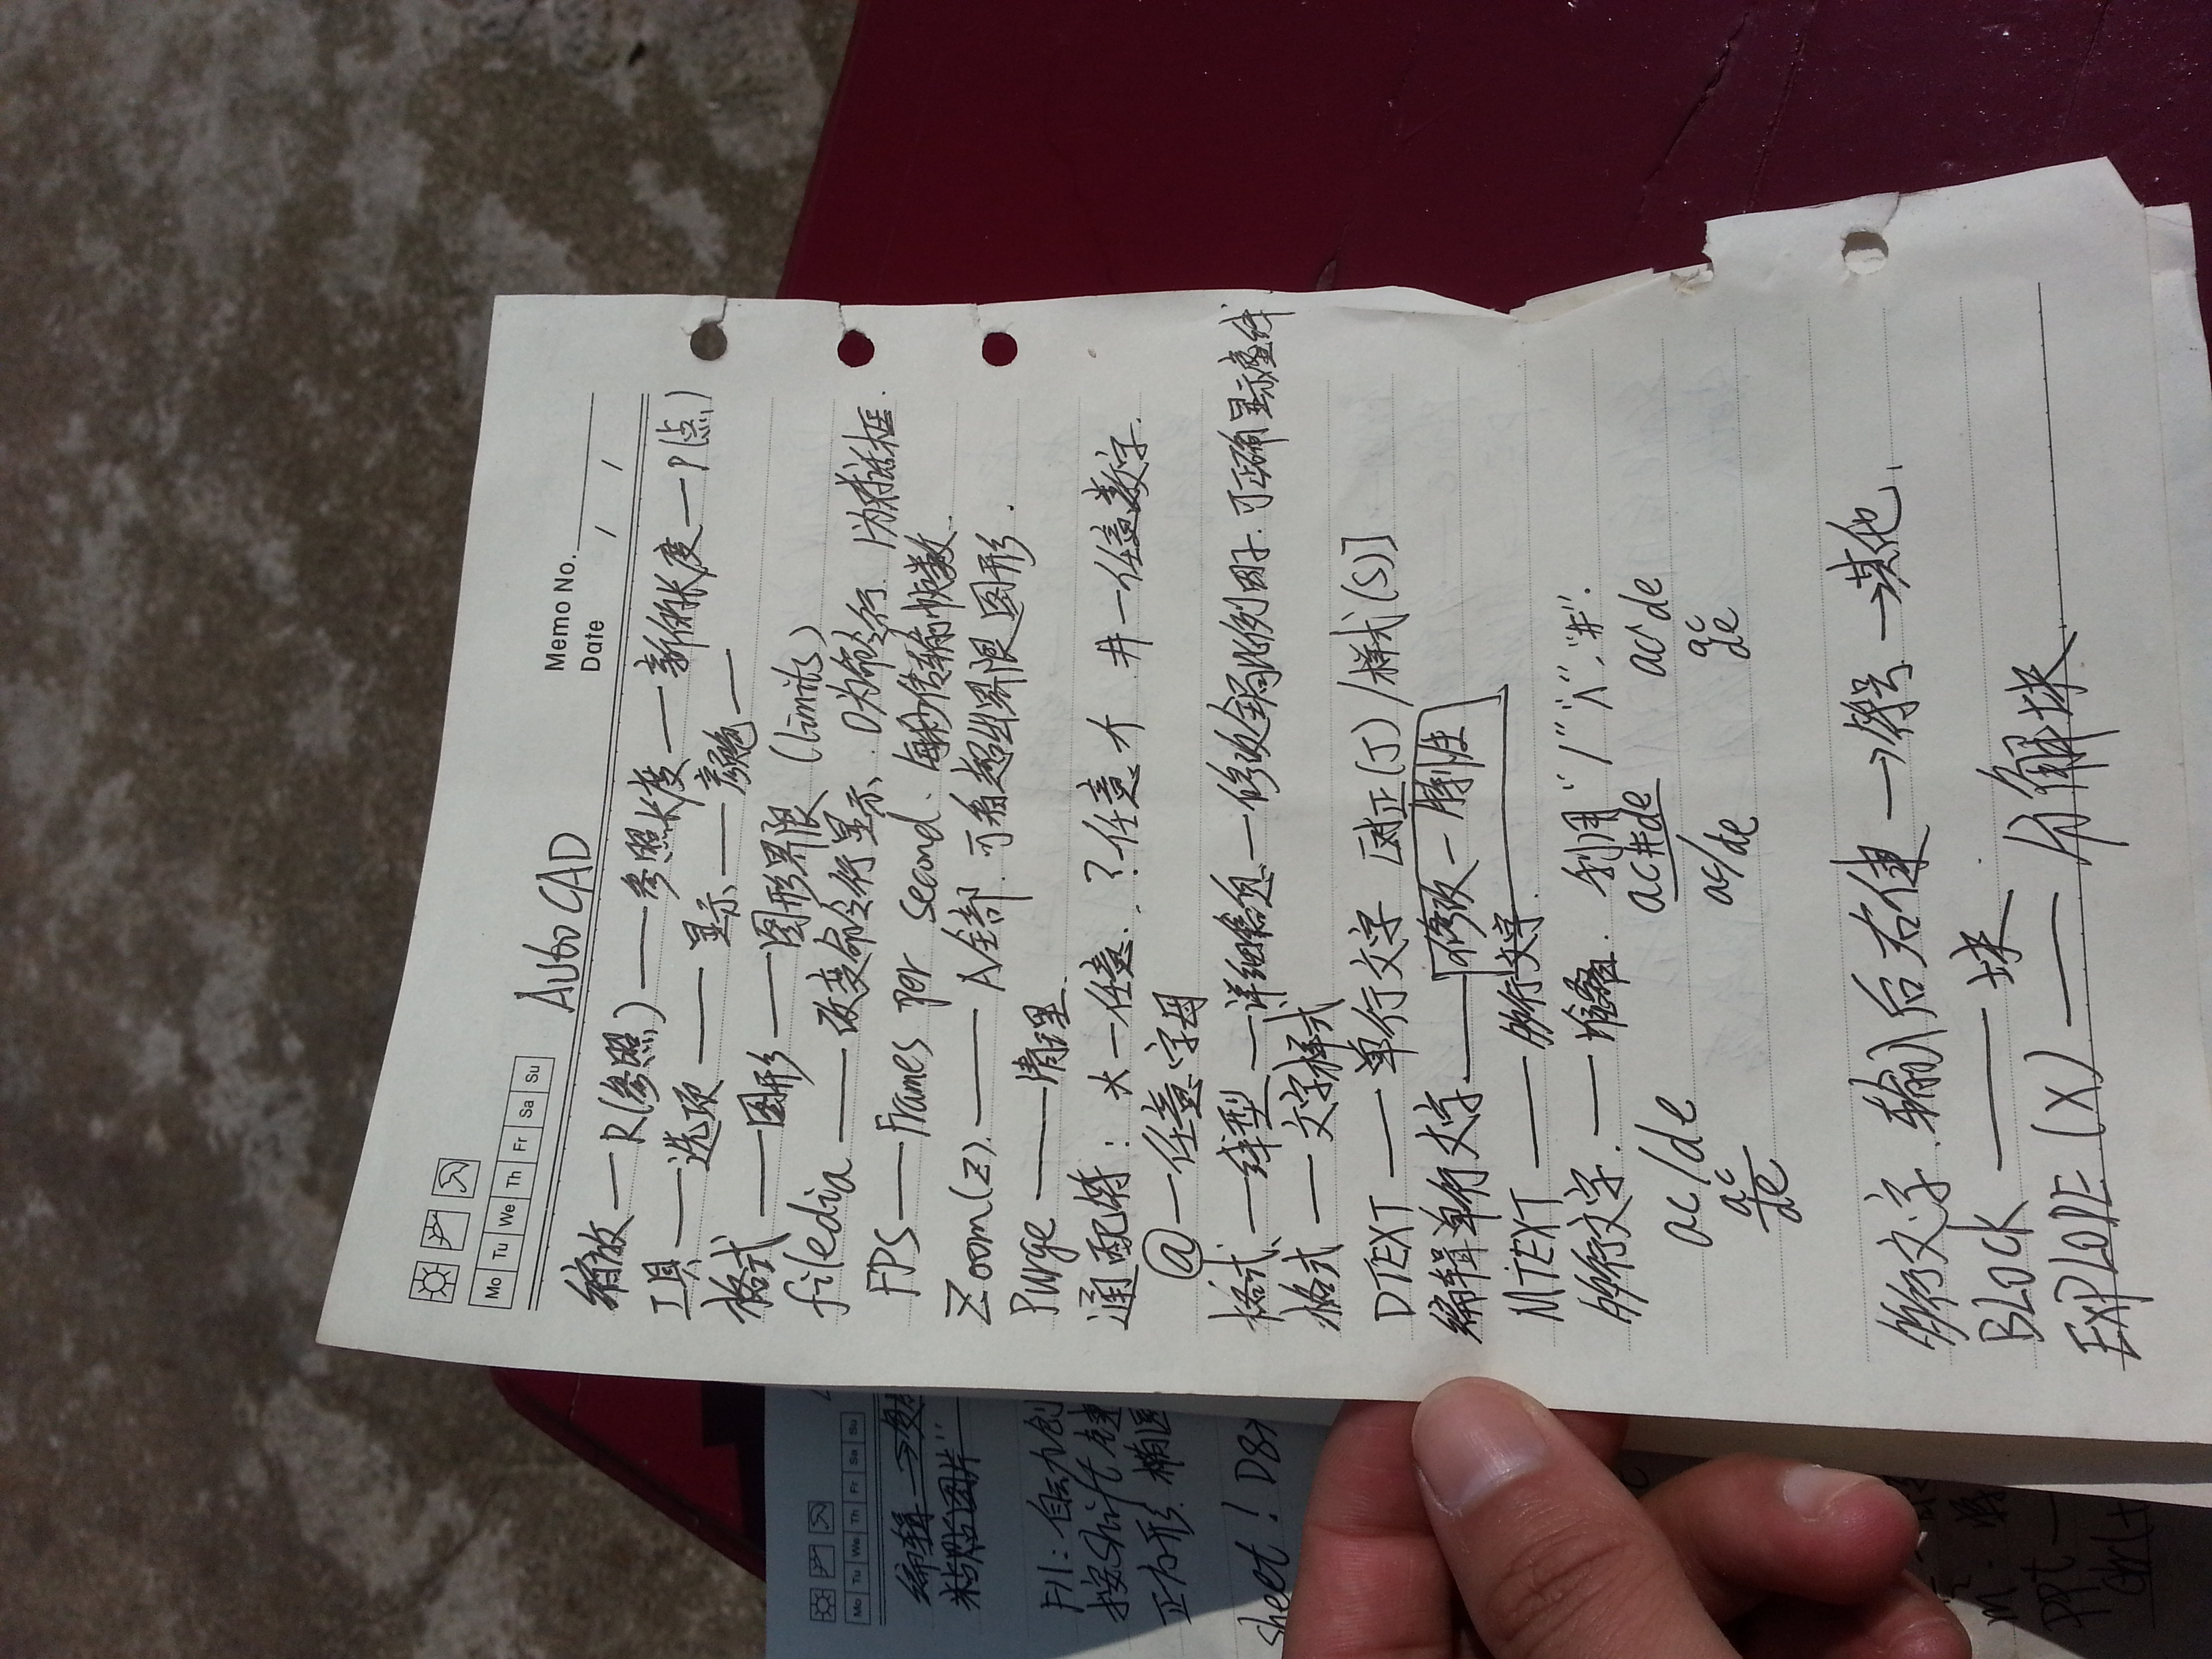 Mo Tu We Th Fr Sa Su
AutoCAD
Memo No.
Date / /
缩放—R(参照)—参照长度—新的长度—P(点)
工具—选项—显示—颜色—
格式—图形—图形界限 (limits)
filedia—改变命令行显示. 0为命令行. 1为对话框.
FPS—Frames per second. 每秒传输帧数.
Zoom(Z).—A全部. 可看超出界限图形.
Purge—清理.
通配符: *—任意. ?任意个 #—任意数字.
@—任意字母
格式—线型—详细信息—修改全局比例因子. 可正确显示虚线.
格式—文字样式
DTEXT—单行文字 [对正(J)/样式(S)]
编辑单行文字.—修改—特性
MTEXT—多行文字.
多行文字.—堆叠. 利用"/" "^", "#".
ac/de ac#de ac^de
ac
de
ac/de
ac
de
多行文字.输入后右键→符号→其他.
BLOCK—块
EXPLODE (X)—分解块.
Mo Tu We Th Fr Sa Su
编辑→复
粘贴图片"
F11: 自动创
按Shift键
正方形. 椭圆
sheet! D8
m²
ppt—
Ctrl+